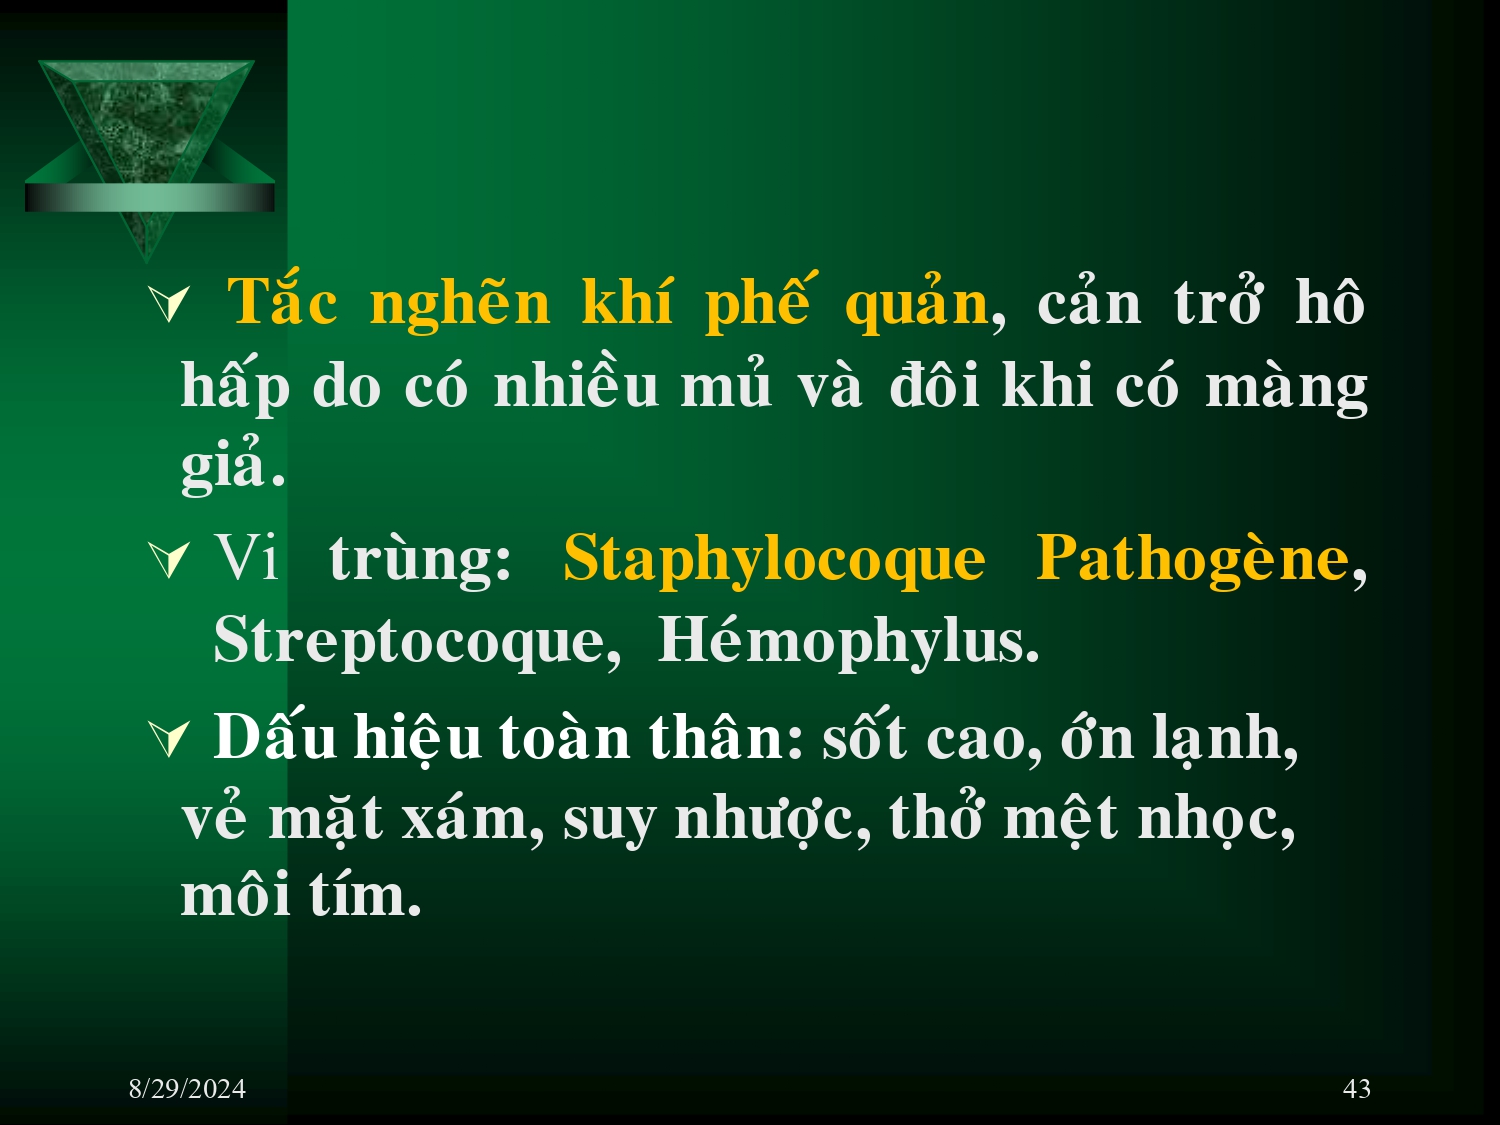 Tắc nghẽn khí phế quản, cản trở hô
hấp do có nhiều mủ và đôi khi có màng
giả.
Vi trùng: Staphylocoque Pathogène,
Streptocoque, Hémophylus.
Dấu hiệu toàn thân: sốt cao, ớn lạnh,
vẻ mặt xám, suy nhược, thở mệt nhọc,
môi tím.
8/29/2024
43